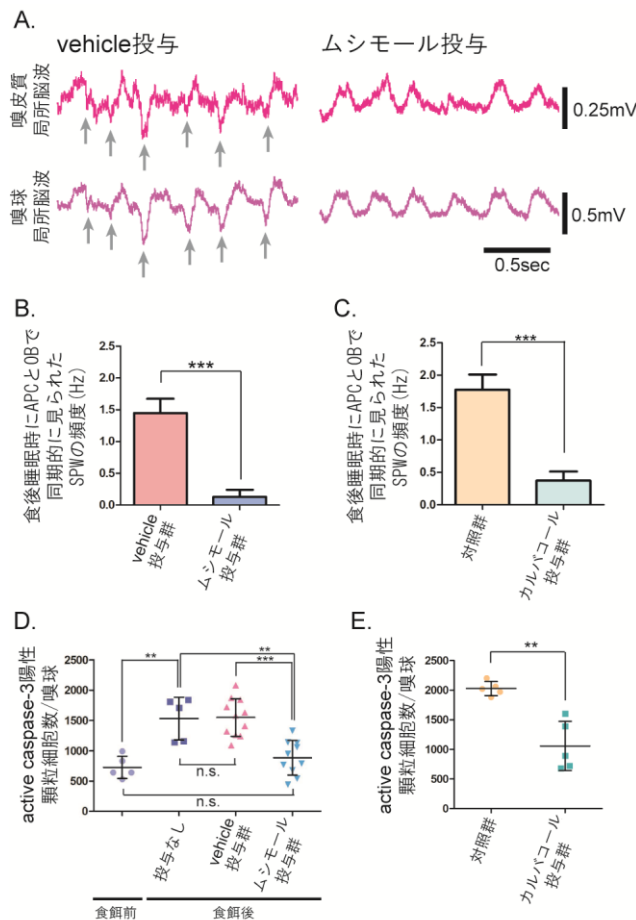 A.
vehicle投与
ムシモール投与
嗅皮質
局所脳波
0.25mV
嗅球
局所脳波
0.5mV
0.5sec
B.
食後睡眠時にAPCとOBで
同期的に見られた
SPWの頻度(Hz)
2.5
2.0
1.5
1.0
0.5
0.0
***
vehicle
投与群
ムシモール
投与群
C.
食後睡眠時にAPCとOBで
同期的に見られた
SPWの頻度(Hz)
2.5
2.0
1.5
1.0
0.5
0.0
***
対照群
カルバコール
投与群
D.
active caspase-3陽性
顆粒細胞数/嗅球
2500
2000
1500
1000
500
0
**
**
***
n.s.
n.s.
投与なし
vehicle
投与群
ムシモール
投与群
食餌前
食餌後
E.
active caspase-3陽性
顆粒細胞数/嗅球
2500
2000
1500
1000
500
0
**
対照群
カルバコール
投与群